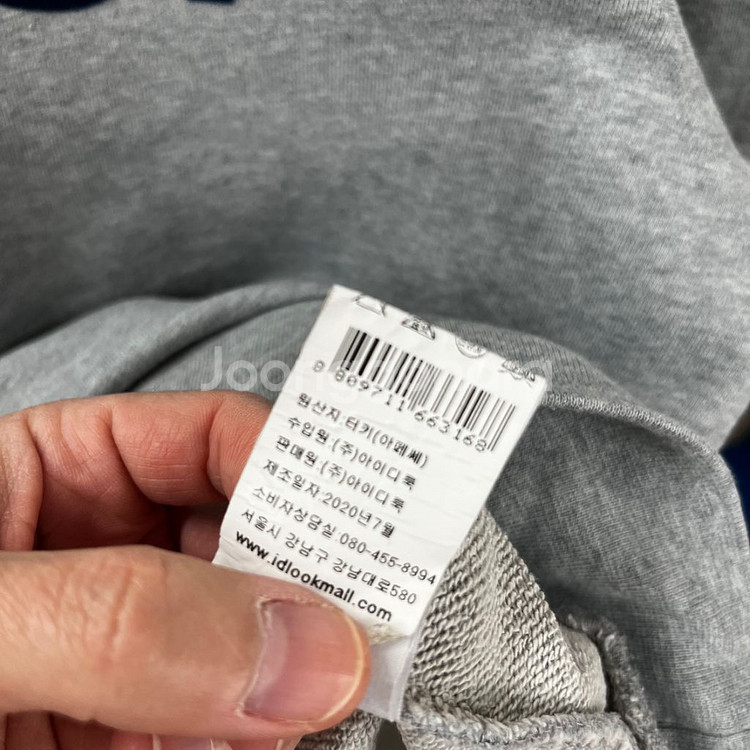 Joongna
8 809711 663168
원산지:터키(아메세)
수입원:(주)아이디룩
판매원:(주)아이디룩
제조일자:2020년7월
소비자상담실:080-455-8994
서울시 강남구 강남대로580
www.idlookmall.com